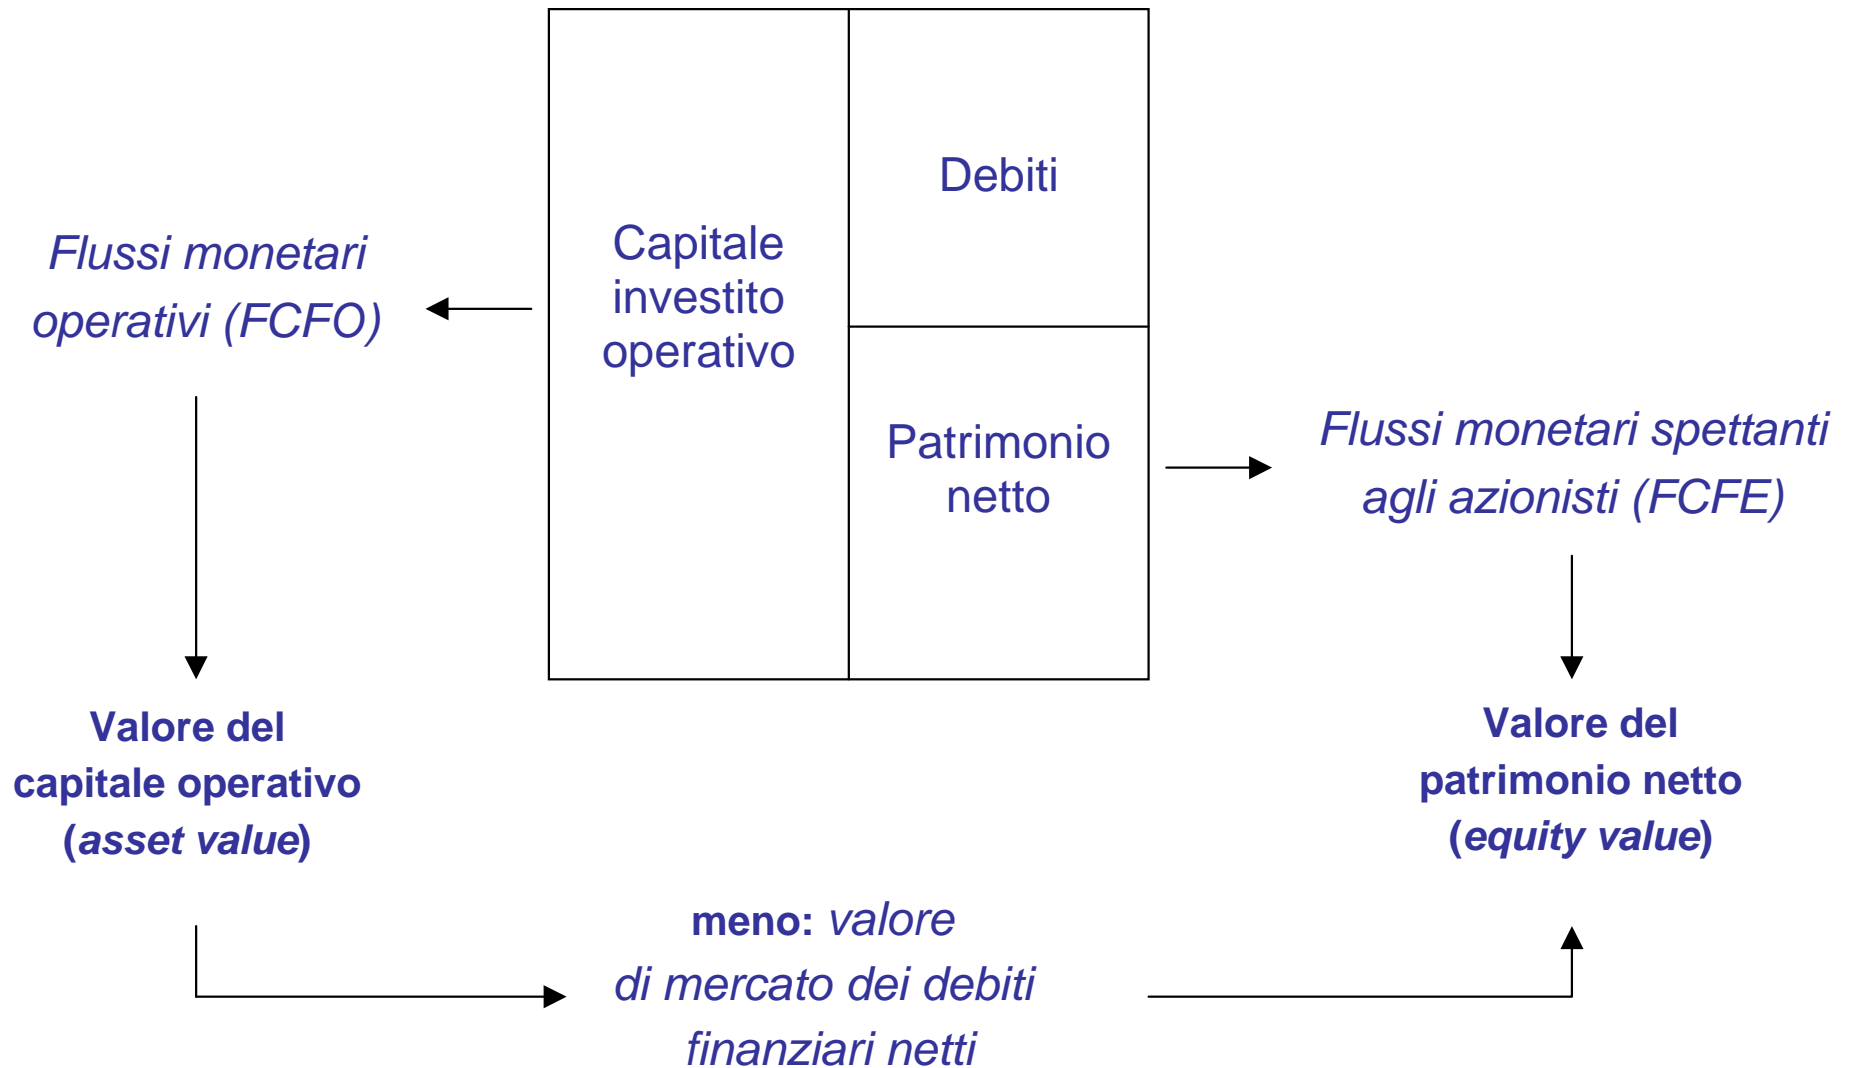 Debiti
Capitale
investito
operativo
Flussi monetari
operativi (FCFO)
Patrimonio
netto
Flussi monetari spettanti
agli azionisti (FCFE)
Valore del
capitale operativo
(asset value)
Valore del
patrimonio netto
(equity value)
meno: valore
di mercato dei debiti
finanziari netti